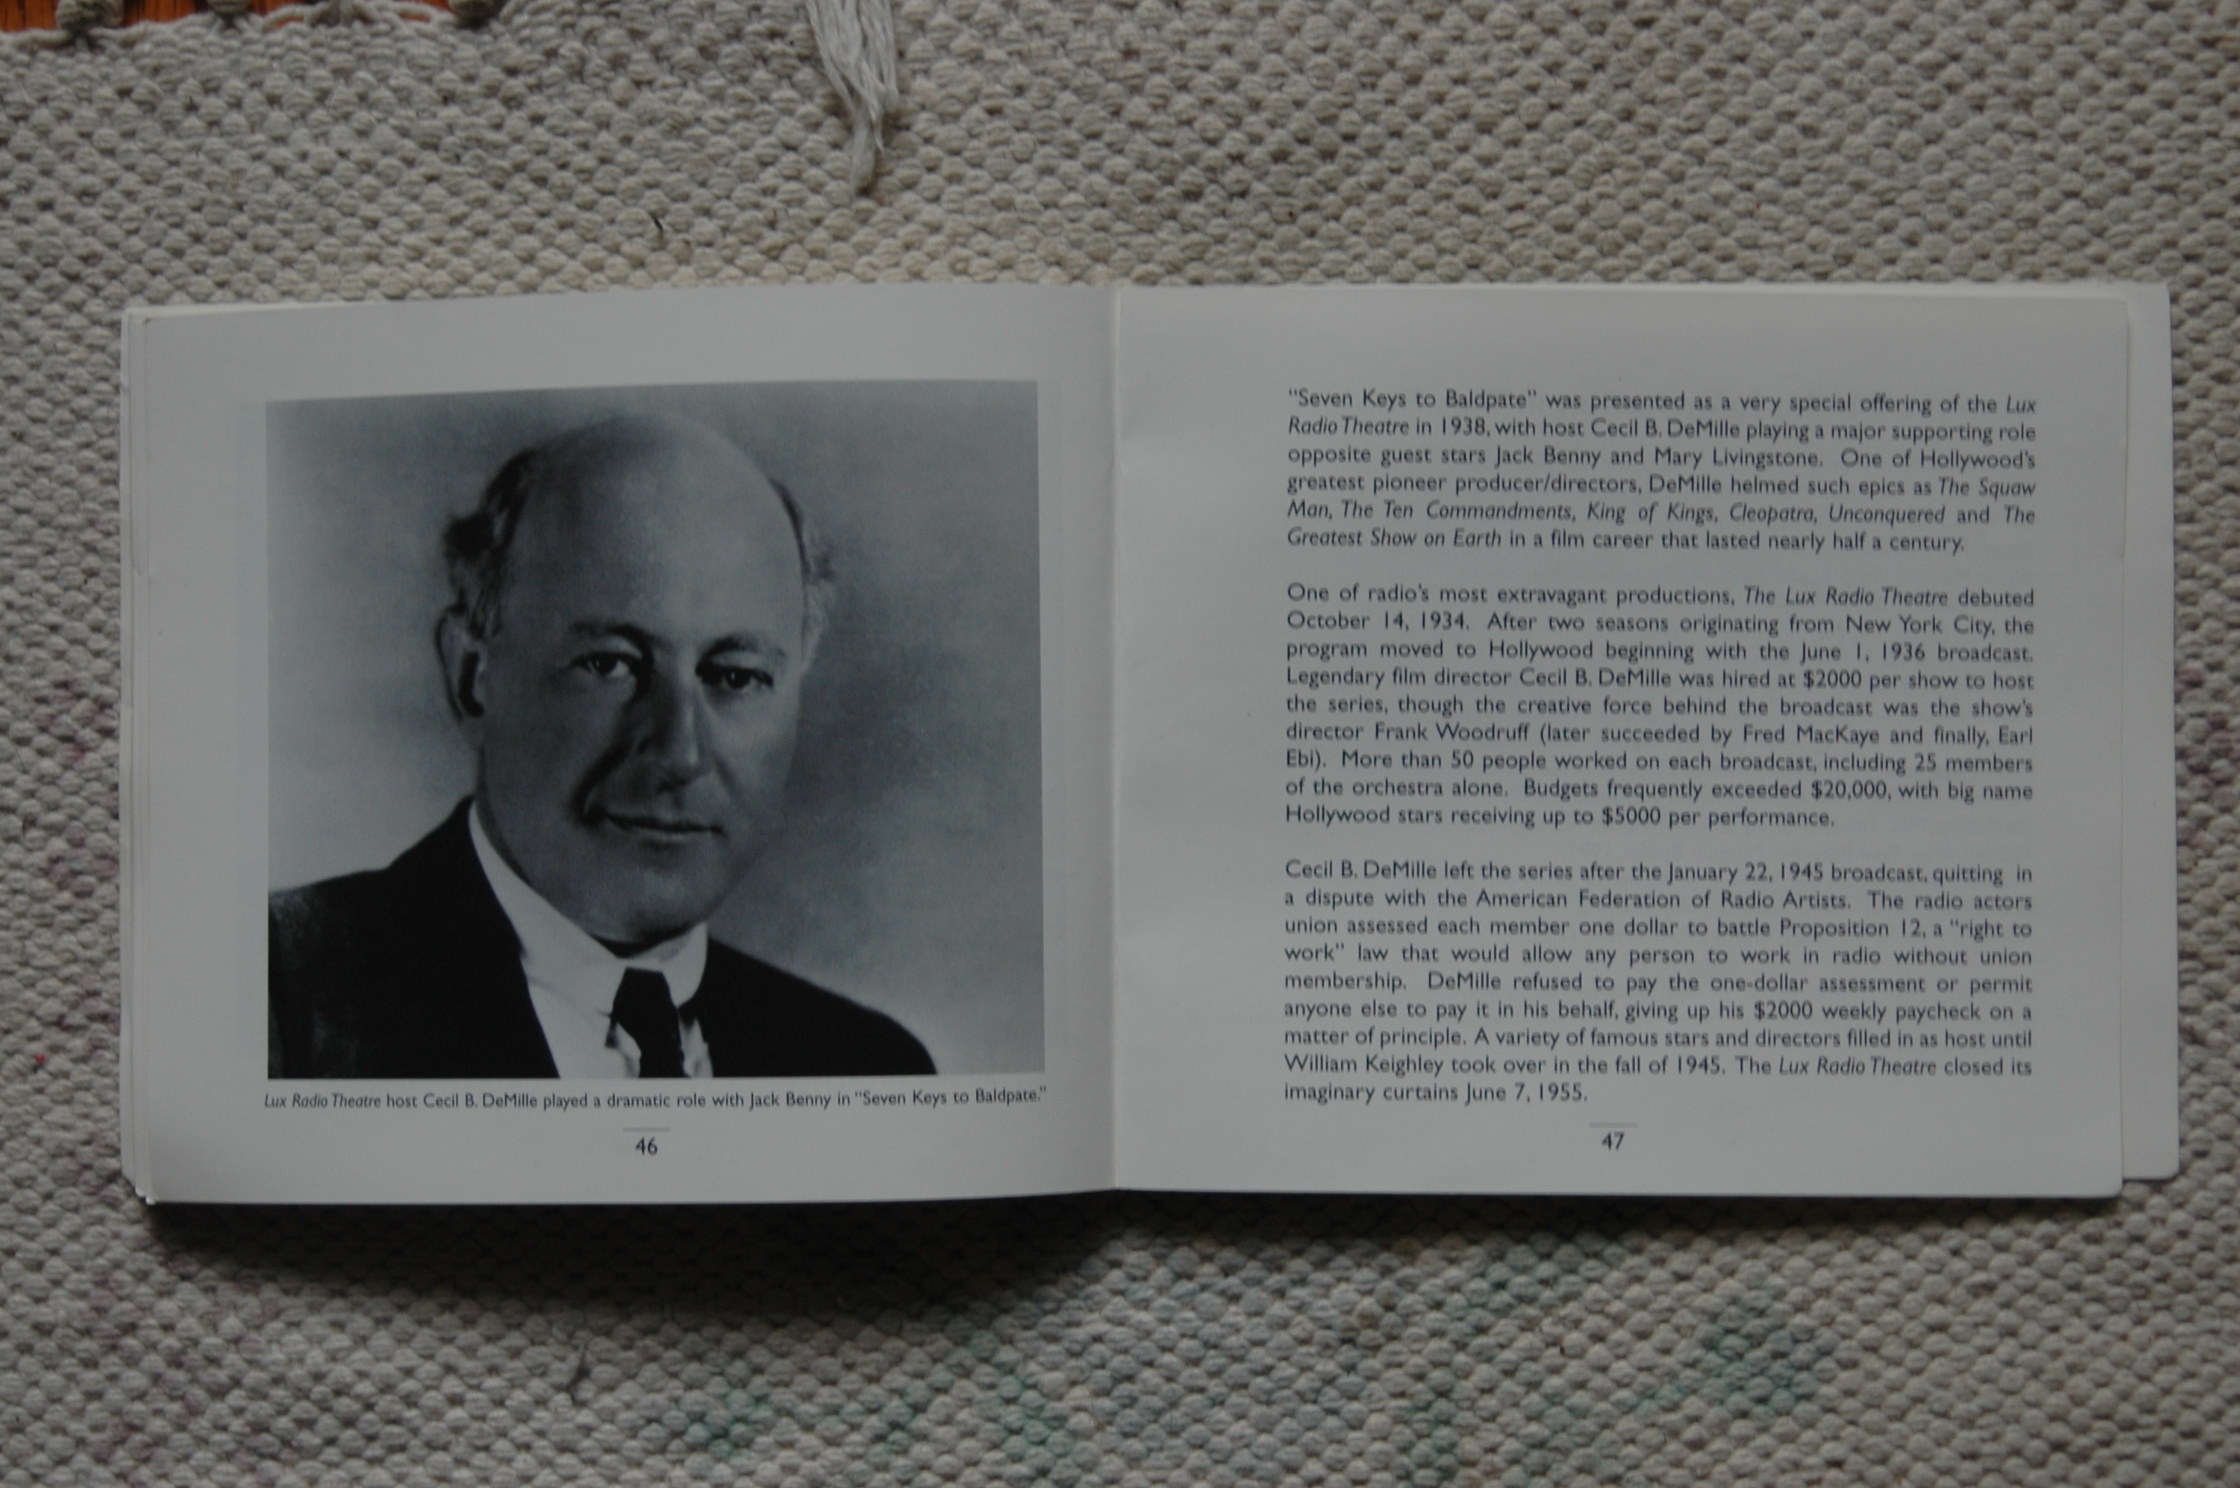 Lux Radio Theatre host Cecil B. DeMille played a dramatic role with Jack Benny in “Seven Keys to Baldpate.”
46
“Seven Keys to Baldpate” was presented as a very special offering of the Lux
Radio Theatre in 1938, with host Cecil B. DeMille playing a major supporting role
opposite guest stars Jack Benny and Mary Livingstone. One of Hollywood’s
greatest pioneer producer/directors, DeMille helmed such epics as The Squaw
Man, The Ten Commandments, King of Kings, Cleopatra, Unconquered and The
Greatest Show on Earth in a film career that lasted nearly half a century.
One of radio’s most extravagant productions, The Lux Radio Theatre debuted
October 14, 1934. After two seasons originating from New York City, the
program moved to Hollywood beginning with the June 1, 1936 broadcast.
Legendary film director Cecil B. DeMille was hired at $2000 per show to host
the series, though the creative force behind the broadcast was the show’s
director Frank Woodruff (later succeeded by Fred MacKaye and finally, Earl
Ebi). More than 50 people worked on each broadcast, including 25 members
of the orchestra alone. Budgets frequently exceeded $20,000, with big name
Hollywood stars receiving up to $5000 per performance.
Cecil B. DeMille left the series after the January 22, 1945 broadcast, quitting in
a dispute with the American Federation of Radio Artists. The radio actors
union assessed each member one dollar to battle Proposition 12, a “right to
work” law that would allow any person to work in radio without union
membership. DeMille refused to pay the one-dollar assessment or permit
anyone else to pay it in his behalf, giving up his $2000 weekly paycheck on a
matter of principle. A variety of famous stars and directors filled in as host until
William Keighley took over in the fall of 1945. The Lux Radio Theatre closed its
imaginary curtains June 7, 1955.
47